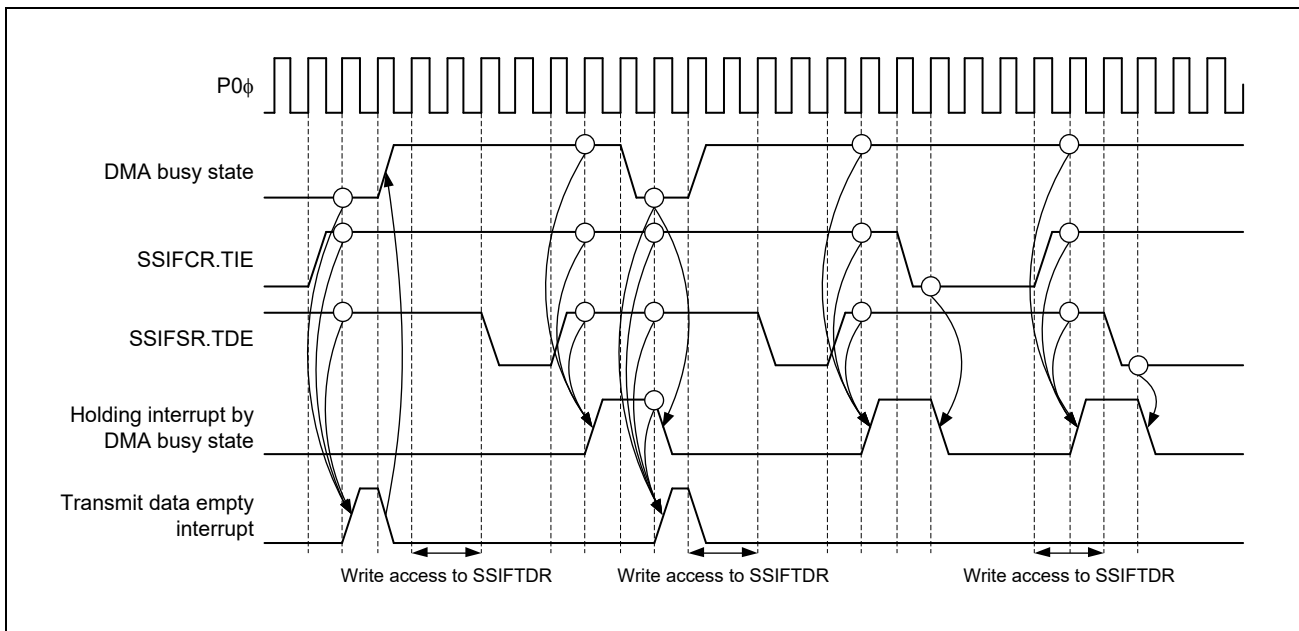 P0ϕ
DMA busy state
SSIFCR.TIE
SSIFSR.TDE
Holding interrupt by
DMA busy state
Transmit data empty
interrupt
Write access to SSIFTDR
Write access to SSIFTDR
Write access to SSIFTDR